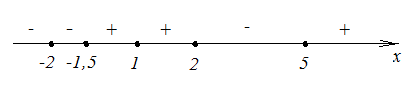 - - + + - +
-2 -1,5 1 2 5 x